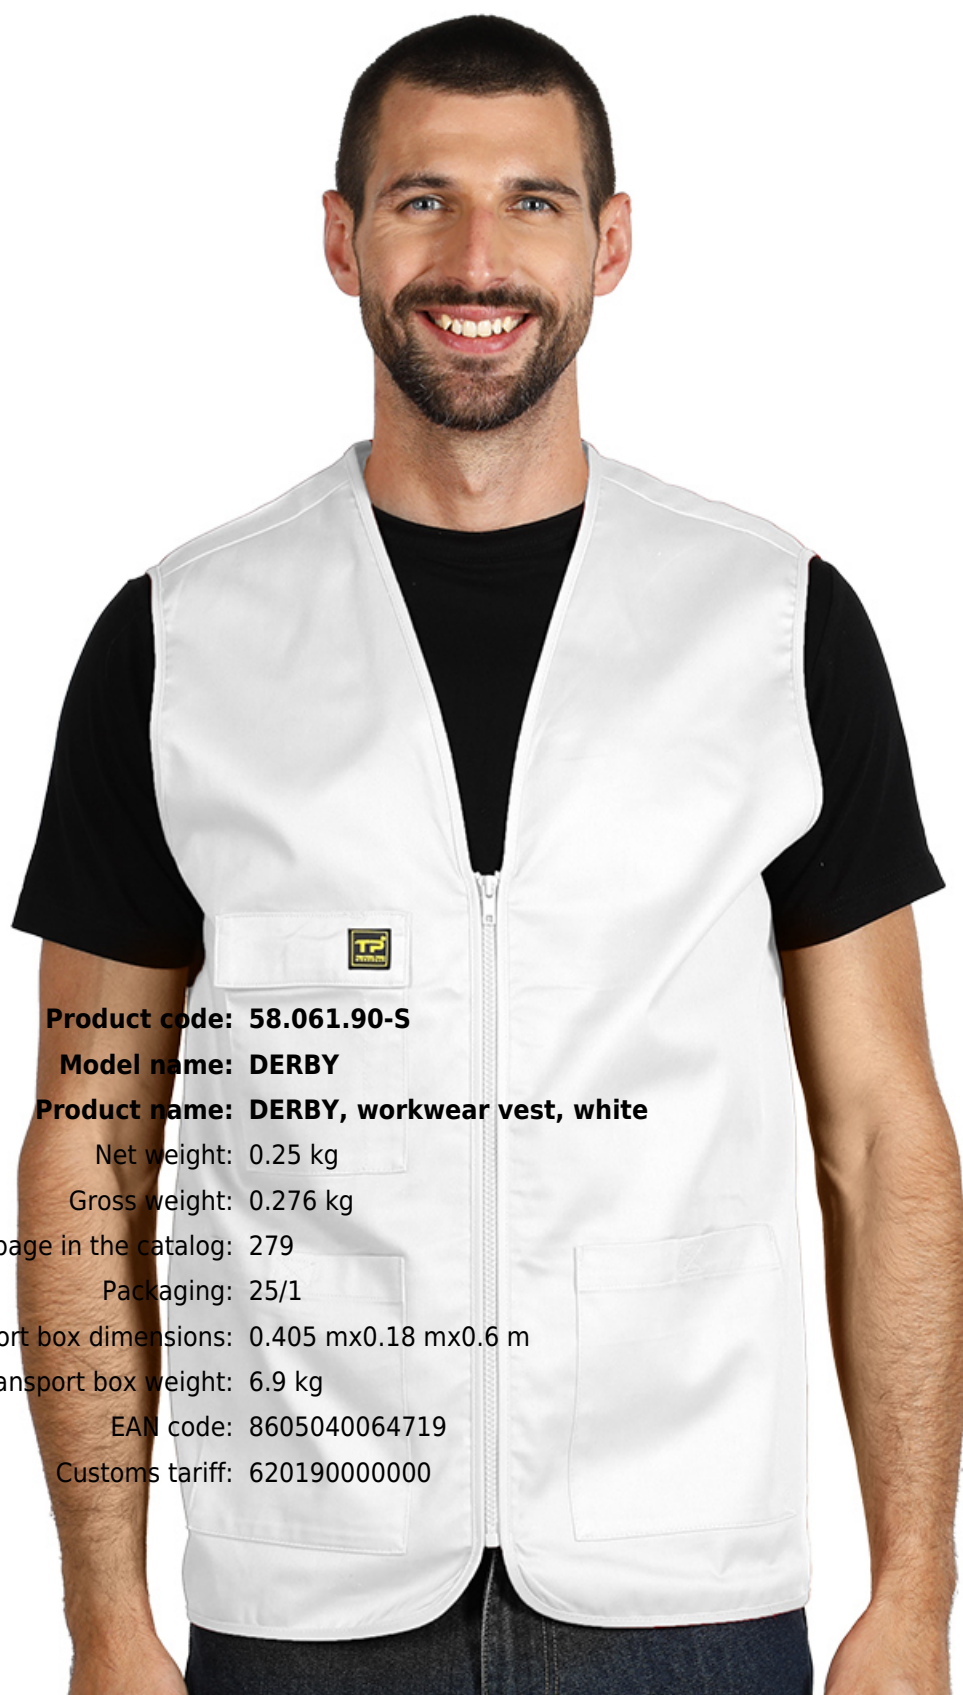 TP
Product code: 58.061.90-S
Model name: DERBY
Product name: DERBY, workwear vest, white
Net weight: 0.25 kg
Gross weight: 0.276 kg
page in the catalog: 279
Packaging: 25/1
ort box dimensions: 0.405 mx0.18 mx0.6 m
ansport box weight: 6.9 kg
EAN code: 8605040064719
Customs tariff: 620190000000